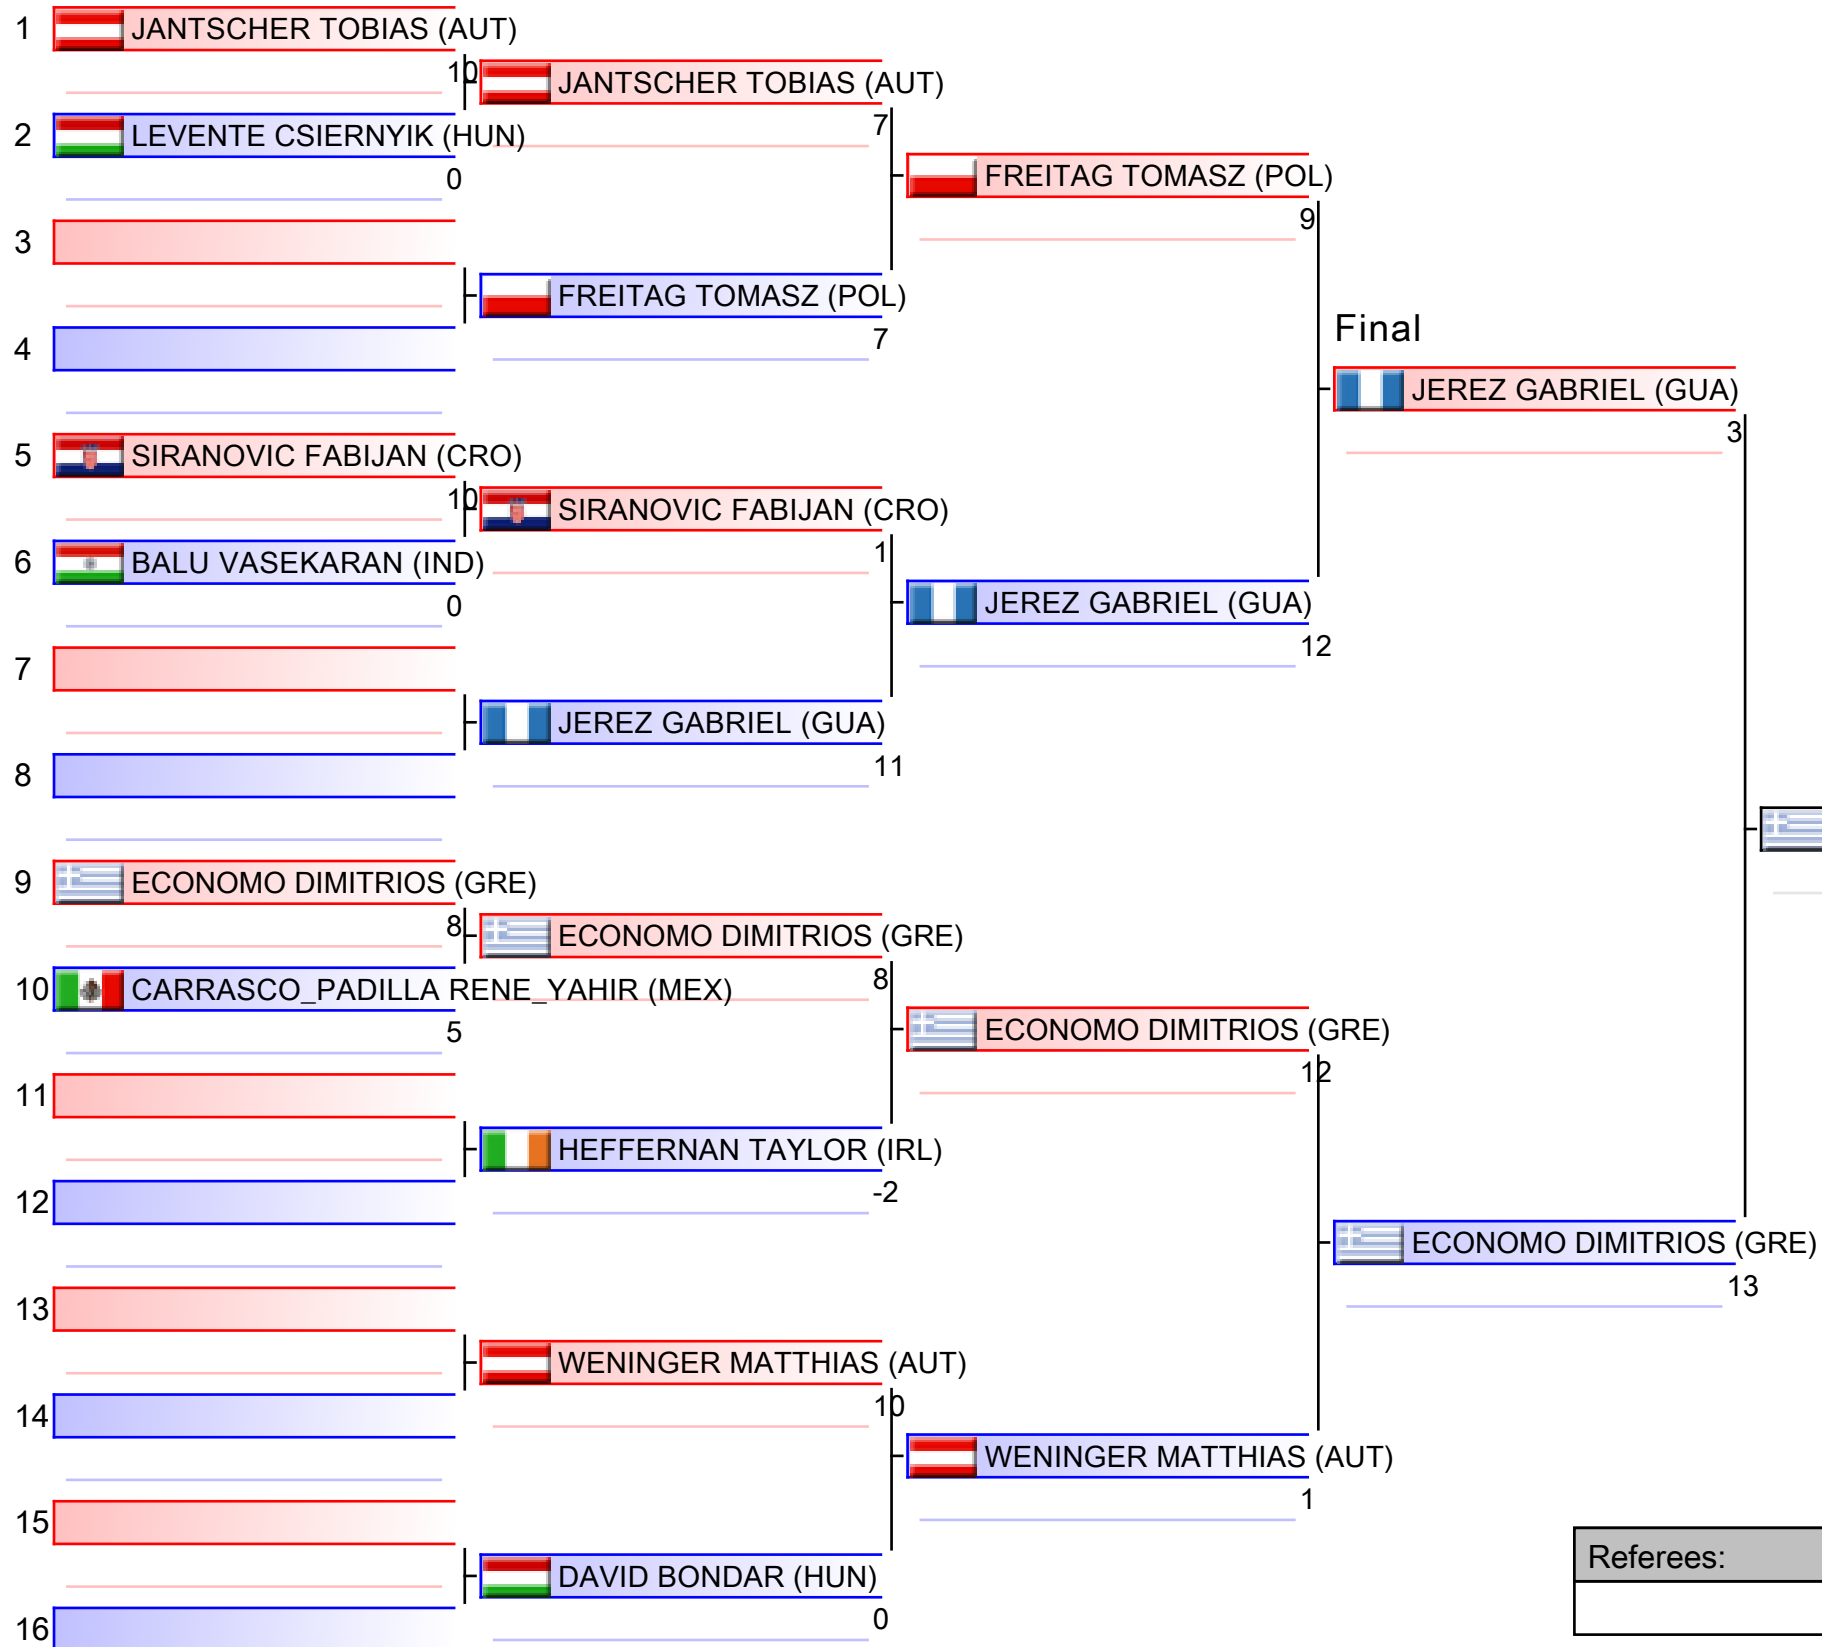 1 JANTSCHER TOBIAS (AUT)
10 JANTSCHER TOBIAS (AUT)
7
2 LEVENTE CSIERNYIK (HUN)
0
FREITAG TOMASZ (POL)
9
3
FREITAG TOMASZ (POL)
7
4
Final
JEREZ GABRIEL (GUA)
3
5 SIRANOVIC FABIJAN (CRO)
10 SIRANOVIC FABIJAN (CRO)
1
6 BALU VASEKARAN (IND)
0
JEREZ GABRIEL (GUA)
12
7
JEREZ GABRIEL (GUA)
11
8
9 ECONOMO DIMITRIOS (GRE)
8 ECONOMO DIMITRIOS (GRE)
8
10 CARRASCO_PADILLA RENE_YAHIR (MEX)
5
ECONOMO DIMITRIOS (GRE)
12
11
HEFFERNAN TAYLOR (IRL)
-2
12
ECONOMO DIMITRIOS (GRE)
13
13
WENINGER MATTHIAS (AUT)
10
14
WENINGER MATTHIAS (AUT)
1
15
DAVID BONDAR (HUN)
0
16
Referees: